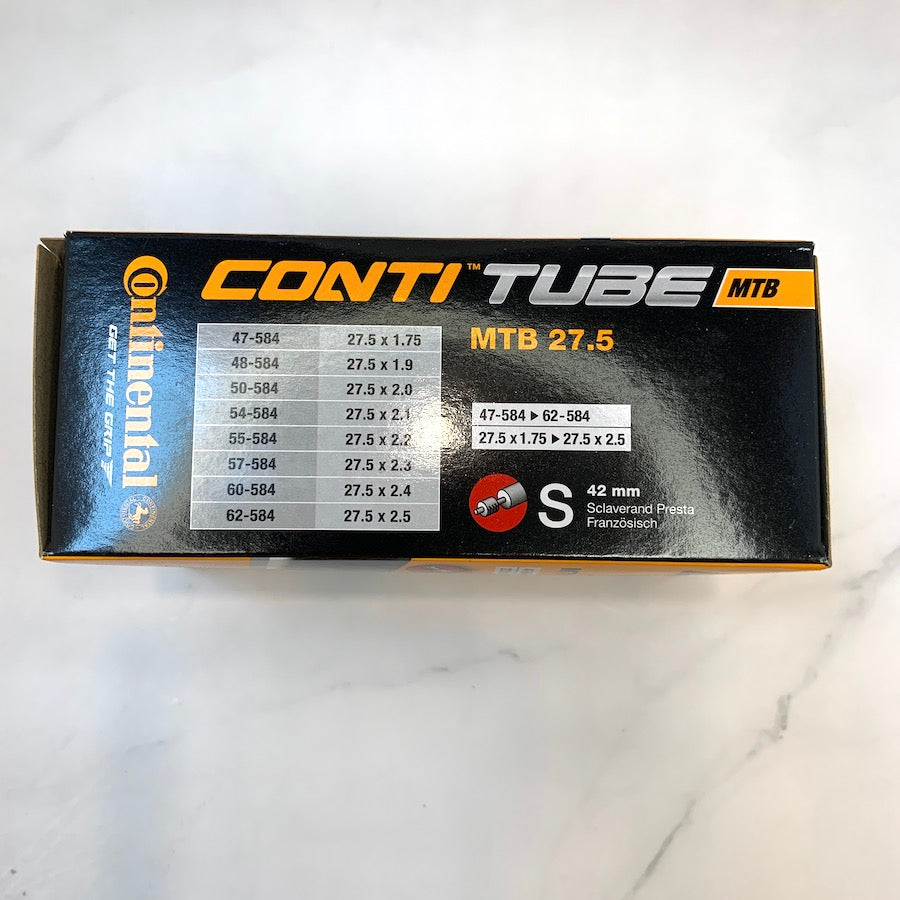 Continental
GET THE GRIP
CONTI™ TUBE MTB
MTB 27.5
47-584 27.5 x 1.75
48-584 27.5 x 1.9
50-584 27.5 x 2.0
54-584 27.5 x 2.1
55-584 27.5 x 2.2
57-584 27.5 x 2.3
60-584 27.5 x 2.4
62-584 27.5 x 2.5
47-584 ▶ 62-584
27.5 x 1.75 ▶ 27.5 x 2.5
S
42 mm
Sclaverand Presta
Französisch